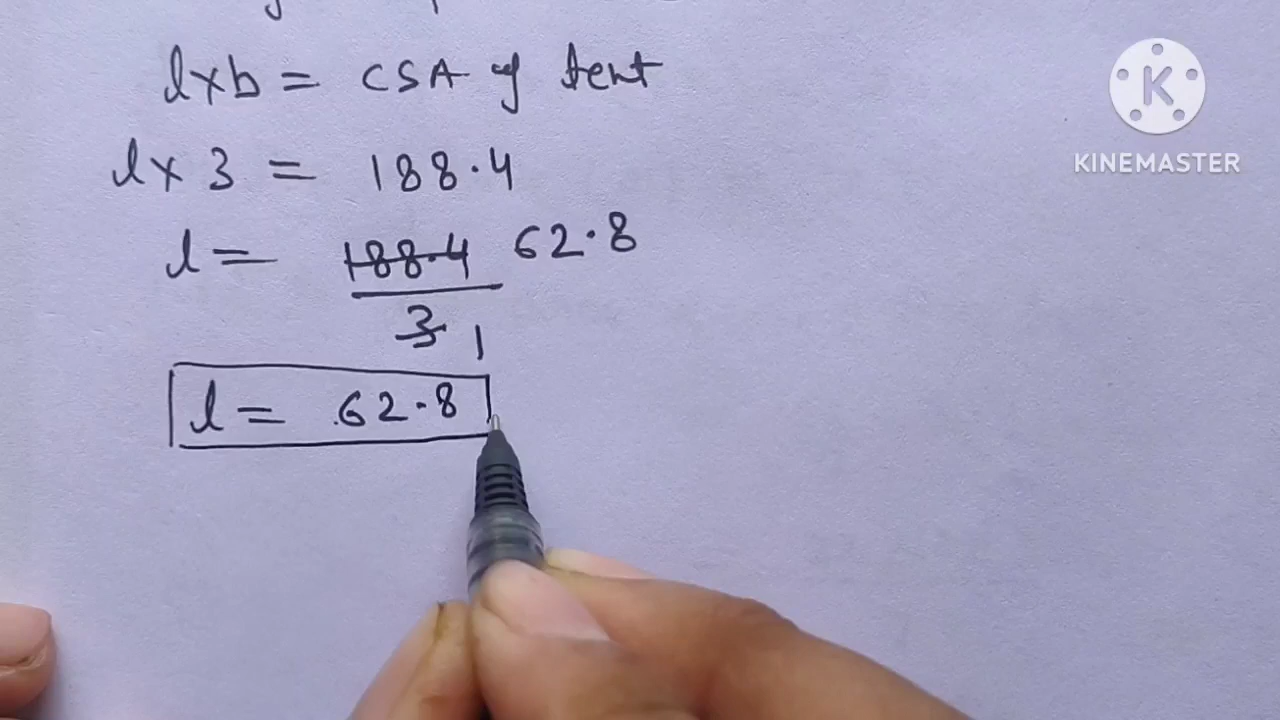 l×b = CSA of tent
K
KINEMASTER
l× 3 = 188.4
l = 188.4 62.8
3 1
l = 62.8